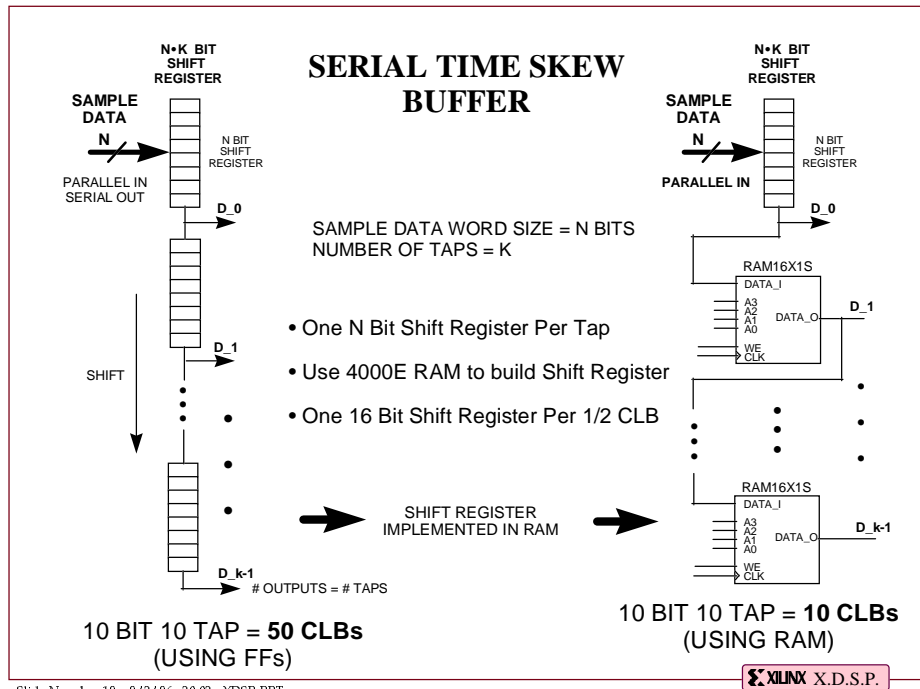 SERIAL TIME SKEW
BUFFER
N•K BIT
SHIFT
REGISTER
SAMPLE
DATA
N
N BIT
SHIFT
REGISTER
PARALLEL IN
SERIAL OUT
D_0
SHIFT
D_1
D_k-1
# OUTPUTS = # TAPS
10 BIT 10 TAP = 50 CLBs
(USING FFs)
SAMPLE DATA WORD SIZE = N BITS
NUMBER OF TAPS = K
• One N Bit Shift Register Per Tap
• Use 4000E RAM to build Shift Register
• One 16 Bit Shift Register Per 1/2 CLB
SHIFT REGISTER
IMPLEMENTED IN RAM
N•K BIT
SHIFT
REGISTER
SAMPLE
DATA
N
N BIT
SHIFT
REGISTER
PARALLEL IN
D_0
RAM16X1S
DATA_I
A3
A2
A1
A0
DATA_O
WE
CLK
D_1
RAM16X1S
DATA_I
A3
A2
A1
A0
DATA_O
WE
CLK
D_k-1
10 BIT 10 TAP = 10 CLBs
(USING RAM)
XILINX X.D.S.P.